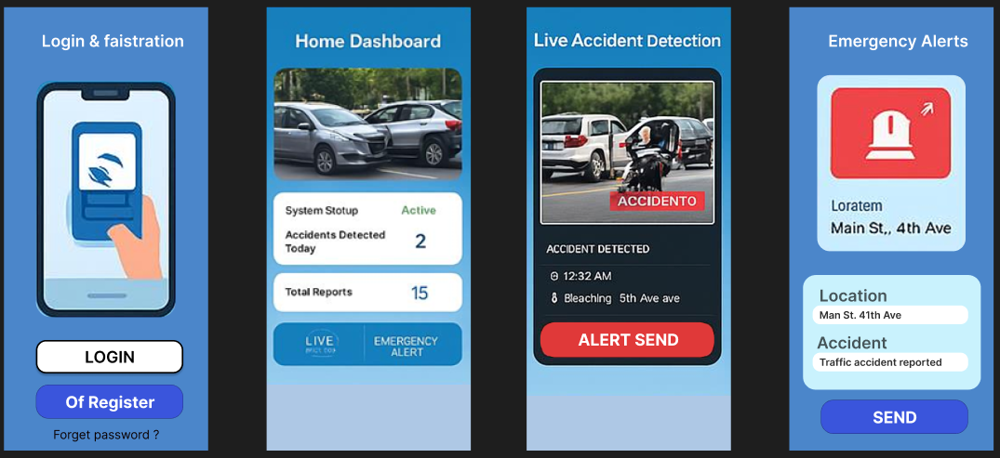 Login & faistration
LOGIN
Of Register
Forget password ?
Home Dashboard
System Stotup Active
Accidents Detected
Today
2
Total Reports 15
LIVE
EMERGENCY
ALERT
Live Accident Detection
ACCIDENTO
ACCIDENT DETECTED
12:32 AM
Bleaching 5th Ave ave
ALERT SEND
Emergency Alerts
Loratem
Main St,, 4th Ave
Location
Man St. 41th Ave
Accident
Traffic accident reported
SEND